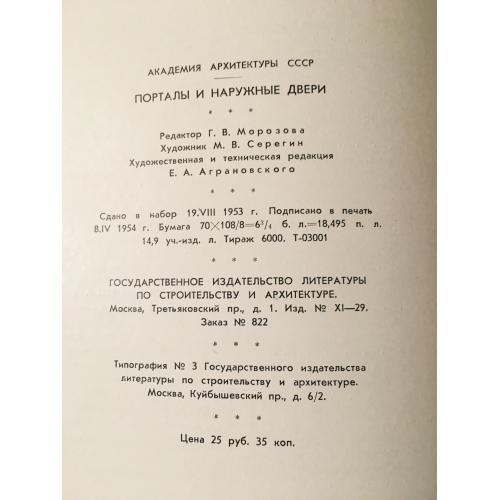 АКАДЕМИЯ АРХИТЕКТУРЫ СССР
ПОРТАЛЫ И НАРУЖНЫЕ ДВЕРИ
* * *
Редактор Г. В. Морозова
Художник М. В. Серегин
Художественная и техническая редакция
Е. А. Аграновского
* * *
Сдано в набор 19.VIII 1953 г. Подписано в печать
8.IV 1954 г. Бумага 70×108/8=6³/₄ б. л.=18,495 п. л.
14,9 уч.-изд. л. Тираж 6000. Т-03001
* * *
ГОСУДАРСТВЕННОЕ ИЗДАТЕЛЬСТВО ЛИТЕРАТУРЫ
ПО СТРОИТЕЛЬСТВУ И АРХИТЕКТУРЕ.
Москва, Третьяковский пр., д. 1. Изд. № XI—29.
Заказ № 822
* * *
Типография № 3 Государственного издательства
литературы по строительству и архитектуре.
Москва, Куйбышевский пр., д. 6/2.
* * *
Цена 25 руб. 35 коп.